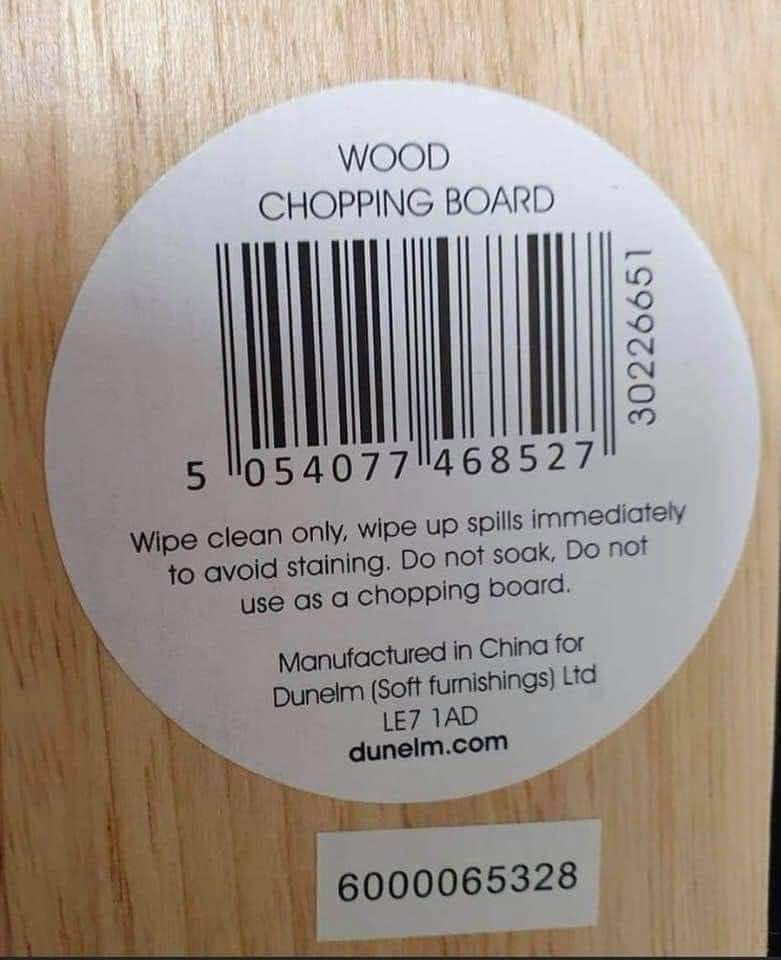 WOOD
CHOPPING BOARD
30226651
5 054077 468527
Wipe clean only, wipe up spills immediately
to avoid staining. Do not soak, Do not
use as a chopping board.
Manufactured in China for
Dunelm (Soft furnishings) Ltd
LE7 1AD
dunelm.com
6000065328